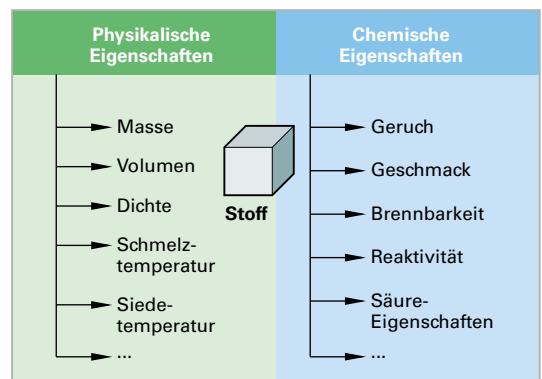 Physikalische
Eigenschaften
Masse
Volumen
Dichte
Schmelz-
temperatur
Siede-
temperatur
...
Stoff
Chemische
Eigenschaften
Geruch
Geschmack
Brennbarkeit
Reaktivität
Säure-
Eigenschaften
...